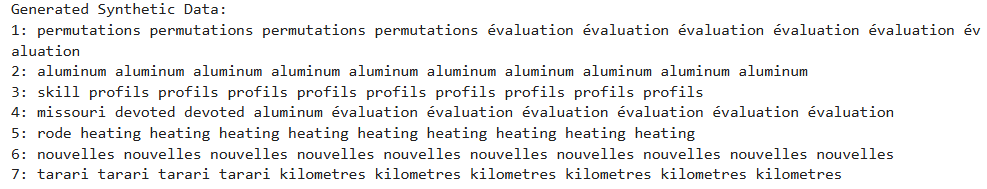 Generated Synthetic Data:
1: permutations permutations permutations permutations évaluation évaluation évaluation évaluation évaluation év
aluation
2: aluminum aluminum aluminum aluminum aluminum aluminum aluminum aluminum aluminum aluminum
3: skill profils profils profils profils profils profils profils profils profils
4: missouri devoted devoted aluminum évaluation évaluation évaluation évaluation évaluation évaluation
5: rode heating heating heating heating heating heating heating heating heating
6: nouvelles nouvelles nouvelles nouvelles nouvelles nouvelles nouvelles nouvelles nouvelles nouvelles
7: tarari tarari tarari tarari kilometres kilometres kilometres kilometres kilometres kilometres